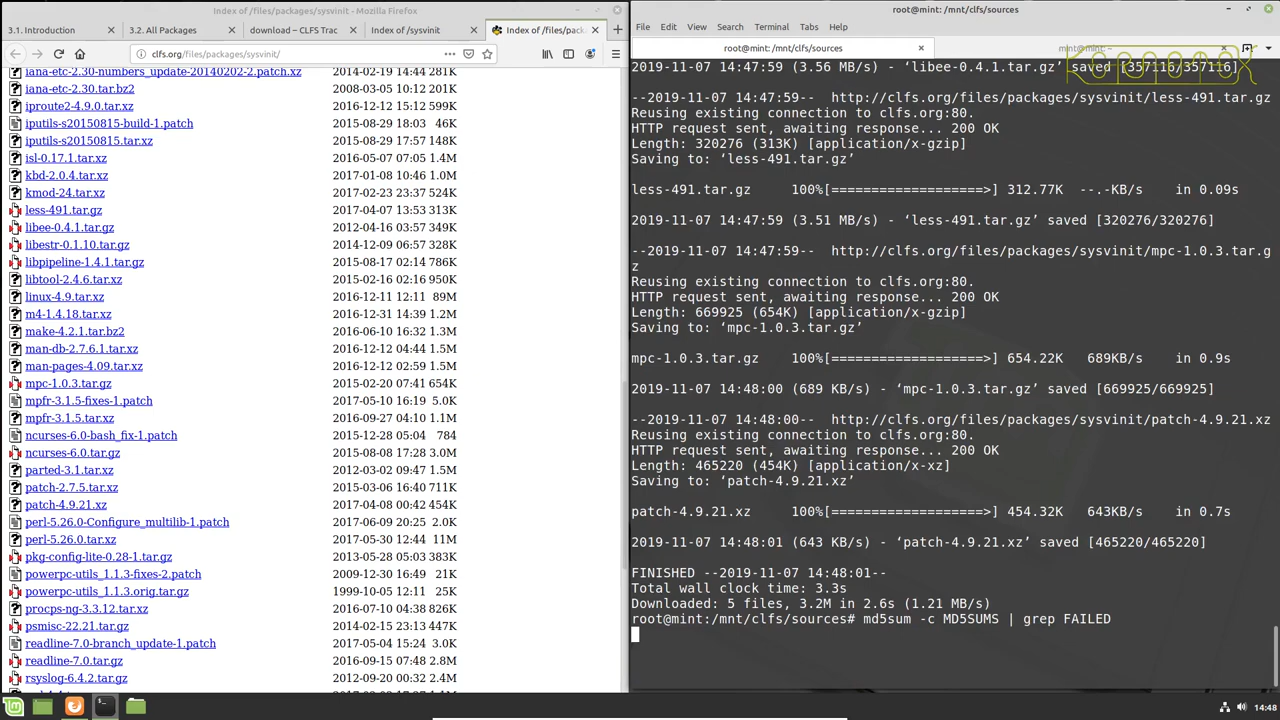 Index of /files/packages/sysvinit - Mozilla Firefox
3.1. Introduction
3.2. All Packages
download – CLFS Trac
Index of /sysvinit
Index of /files/pack
clfs.org/files/packages/sysvinit/
iana-etc-2.30-numbers_update-20140202-2.patch.xz 2014-02-19 14:44 281K
iana-etc-2.30.tar.bz2 2008-03-05 10:12 201K
iproute2-4.9.0.tar.xz 2016-12-12 15:12 599K
iputils-s20150815-build-1.patch 2015-08-29 18:03 46K
iputils-s20150815.tar.xz 2015-08-29 17:57 148K
isl-0.17.1.tar.xz 2016-05-07 07:05 1.4M
kbd-2.0.4.tar.xz 2017-01-08 10:46 1.0M
kmod-24.tar.xz 2017-02-23 23:37 524K
less-491.tar.gz 2017-04-07 13:53 313K
libee-0.4.1.tar.gz 2012-04-16 03:57 349K
libestr-0.1.10.tar.gz 2014-12-09 06:57 328K
libpipeline-1.4.1.tar.gz 2015-08-17 02:14 786K
libtool-2.4.6.tar.xz 2015-02-16 02:16 950K
linux-4.9.tar.xz 2016-12-11 12:11 89M
m4-1.4.18.tar.xz 2016-12-31 14:39 1.2M
make-4.2.1.tar.bz2 2016-06-10 16:32 1.3M
man-db-2.7.6.1.tar.xz 2016-12-12 04:44 1.5M
man-pages-4.09.tar.xz 2016-12-12 02:59 1.5M
mpc-1.0.3.tar.gz 2015-02-20 07:41 654K
mpfr-3.1.5-fixes-1.patch 2017-05-10 16:19 5.0K
mpfr-3.1.5.tar.xz 2016-09-27 04:10 1.1M
ncurses-6.0-bash_fix-1.patch 2015-12-28 05:04 784
ncurses-6.0.tar.gz 2015-08-08 17:28 3.0M
parted-3.1.tar.xz 2012-03-02 09:47 1.5M
patch-2.7.5.tar.xz 2015-03-06 16:40 711K
patch-4.9.21.xz 2017-04-08 00:42 454K
perl-5.26.0-Configure_multilib-1.patch 2017-06-09 20:25 2.0K
perl-5.26.0.tar.xz 2017-05-30 12:44 11M
pkg-config-lite-0.28-1.tar.gz 2013-05-28 05:03 383K
powerpc-utils_1.1.3-fixes-2.patch 2009-12-30 16:49 21K
powerpc-utils_1.1.3.orig.tar.gz 1999-10-05 12:11 25K
procps-ng-3.3.12.tar.xz 2016-07-10 04:38 826K
psmisc-22.21.tar.gz 2014-02-15 13:35 447K
readline-7.0-branch_update-1.patch 2017-05-04 15:24 3.0K
readline-7.0.tar.gz 2016-09-15 07:48 2.8M
rsyslog-6.4.2.tar.gz 2012-09-20 00:32 2.4M
root@mint: /mnt/clfs/sources
File Edit View Search Terminal Tabs Help
root@mint: /mnt/clfs/sources
root@mint: ~
2019-11-07 14:47:59 (3.56 MB/s) - ‘libee-0.4.1.tar.gz’ saved [357116/357116]
--2019-11-07 14:47:59-- http://clfs.org/files/packages/sysvinit/less-491.tar.gz
Reusing existing connection to clfs.org:80.
HTTP request sent, awaiting response... 200 OK
Length: 320276 (313K) [application/x-gzip]
Saving to: ‘less-491.tar.gz’
less-491.tar.gz 100%[===================>] 312.77K --.-KB/s in 0.09s
2019-11-07 14:47:59 (3.51 MB/s) - ‘less-491.tar.gz’ saved [320276/320276]
--2019-11-07 14:47:59-- http://clfs.org/files/packages/sysvinit/mpc-1.0.3.tar.g
z
Reusing existing connection to clfs.org:80.
HTTP request sent, awaiting response... 200 OK
Length: 669925 (654K) [application/x-gzip]
Saving to: ‘mpc-1.0.3.tar.gz’
mpc-1.0.3.tar.gz 100%[===================>] 654.22K 689KB/s in 0.9s
2019-11-07 14:48:00 (689 KB/s) - ‘mpc-1.0.3.tar.gz’ saved [669925/669925]
--2019-11-07 14:48:00-- http://clfs.org/files/packages/sysvinit/patch-4.9.21.xz
Reusing existing connection to clfs.org:80.
HTTP request sent, awaiting response... 200 OK
Length: 465220 (454K) [application/x-xz]
Saving to: ‘patch-4.9.21.xz’
patch-4.9.21.xz 100%[===================>] 454.32K 643KB/s in 0.7s
2019-11-07 14:48:01 (643 KB/s) - ‘patch-4.9.21.xz’ saved [465220/465220]
FINISHED --2019-11-07 14:48:01--
Total wall clock time: 3.3s
Downloaded: 5 files, 3.2M in 2.6s (1.21 MB/s)
root@mint:/mnt/clfs/sources# md5sum -c MD5SUMS | grep FAILED
14:48